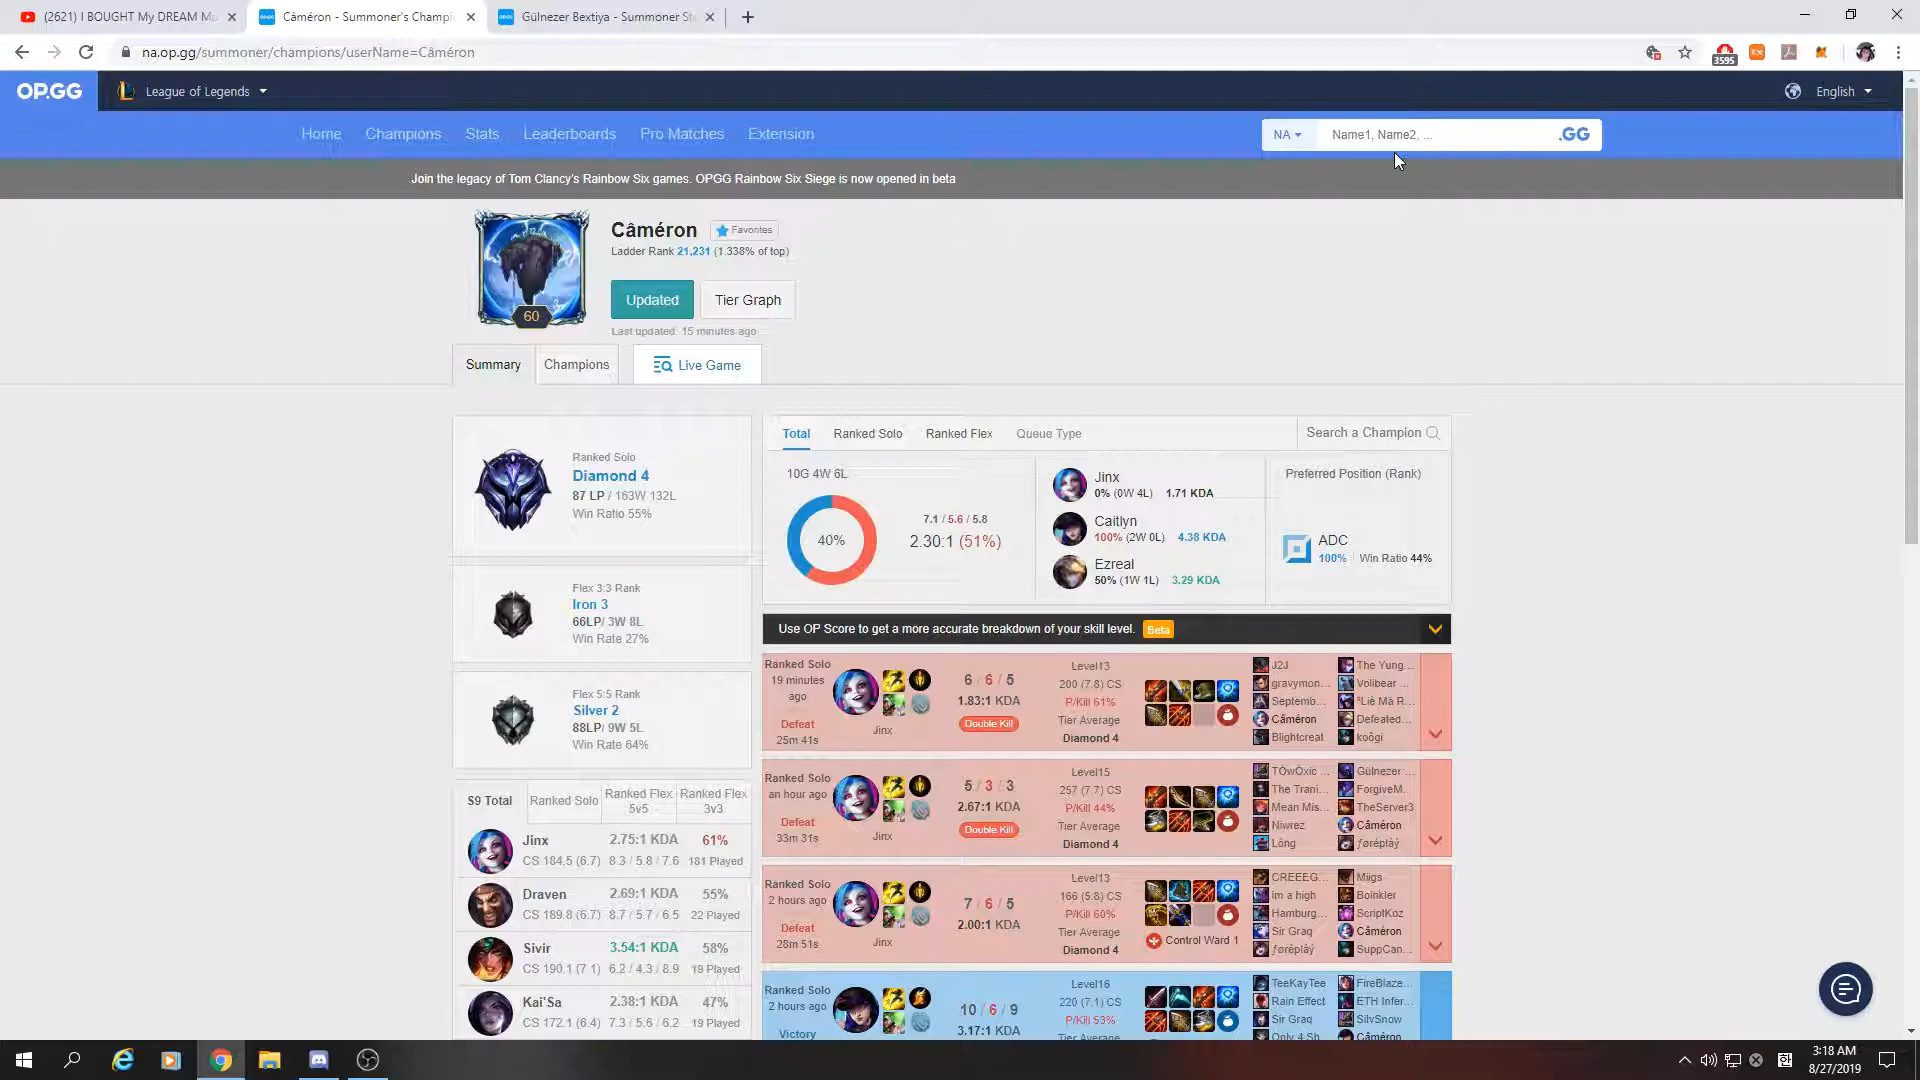 (2621) I BOUGHT My DREAM Mu
Câméron - Summoner's Champi
Gülnezer Bextiya - Summoner St
na.op.gg/summoner/champions/userName=Câméron
3595
OP.GG
League of Legends
English
Home
Champions
Stats
Leaderboards
Pro Matches
Extension
NA
Name1, Name2, ...
.GG
Join the legacy of Tom Clancy's Rainbow Six games. OPGG Rainbow Six Siege is now opened in beta
Câméron
Favorites
Ladder Rank 21,231 (1.338% of top)
60
Updated
Tier Graph
Last updated: 15 minutes ago
Summary
Champions
Live Game
Ranked Solo
Diamond 4
87 LP / 163W 132L
Win Ratio 55%
Flex 3:3 Rank
Iron 3
66LP/ 3W 8L
Win Rate 27%
Flex 5:5 Rank
Silver 2
88LP/ 9W 5L
Win Rate 64%
S9 Total
Ranked Solo
Ranked Flex 5v5
Ranked Flex 3v3
Jinx
2.75:1 KDA
61%
CS 184.5 (6.7)
8.3 / 5.8 / 7.6
181 Played
Draven
2.69:1 KDA
55%
CS 189.8 (6.7)
8.7 / 5.7 / 6.5
22 Played
Sivir
3.54:1 KDA
58%
CS 190.1 (7.1)
6.2 / 4.3 / 8.9
19 Played
Kai'Sa
2.38:1 KDA
47%
CS 172.1 (6.4)
7.3 / 5.6 / 6.2
19 Played
Total
Ranked Solo
Ranked Flex
Queue Type
Search a Champion
10G 4W 6L
40%
7.1 / 5.6 / 5.8
2.30:1 (51%)
Jinx
0% (0W 4L)
1.71 KDA
Caitlyn
100% (2W 0L)
4.38 KDA
Ezreal
50% (1W 1L)
3.29 KDA
Preferred Position (Rank)
ADC
100%
Win Ratio 44%
Use OP Score to get a more accurate breakdown of your skill level.
Beta
Ranked Solo
19 minutes ago
Defeat
25m 41s
Jinx
6 / 6 / 5
1.83:1 KDA
Double Kill
Level13
200 (7.8) CS
P/Kill 61%
Tier Average
Diamond 4
J2J
gravymon...
Septemb...
Câméron
Blightcreat
The Yung...
Volibear ...
Defeated...
koôgi
Ranked Solo
an hour ago
Defeat
33m 31s
Jinx
5 / 3 / 3
2.67:1 KDA
Double Kill
Level15
257 (7.7) CS
P/Kill 44%
Tier Average
Diamond 4
The Trani...
Mean Mis...
Niwrez
Lông
Gülnezer ...
ForgiveM...
TheServer3
Câméron
Ranked Solo
2 hours ago
Defeat
28m 51s
Jinx
7 / 6 / 5
2.00:1 KDA
Level13
166 (5.8) CS
P/Kill 60%
Tier Average
Diamond 4
Control Ward 1
CREEEG...
im a high
Hamburg...
Sir Graq
Miigs
Boinkler
ScriptKoz
Câméron
SuppCan...
Ranked Solo
2 hours ago
Victory
10 / 6 / 9
3.17:1 KDA
Level16
220 (7.1) CS
P/Kill 53%
Tier Average
TeeKayTee
Rain Effect
Sir Graq
Only 4 Sh
FireBlaze...
ETH Infer...
SilvSnow
Câméron
3:18 AM
8/27/2019